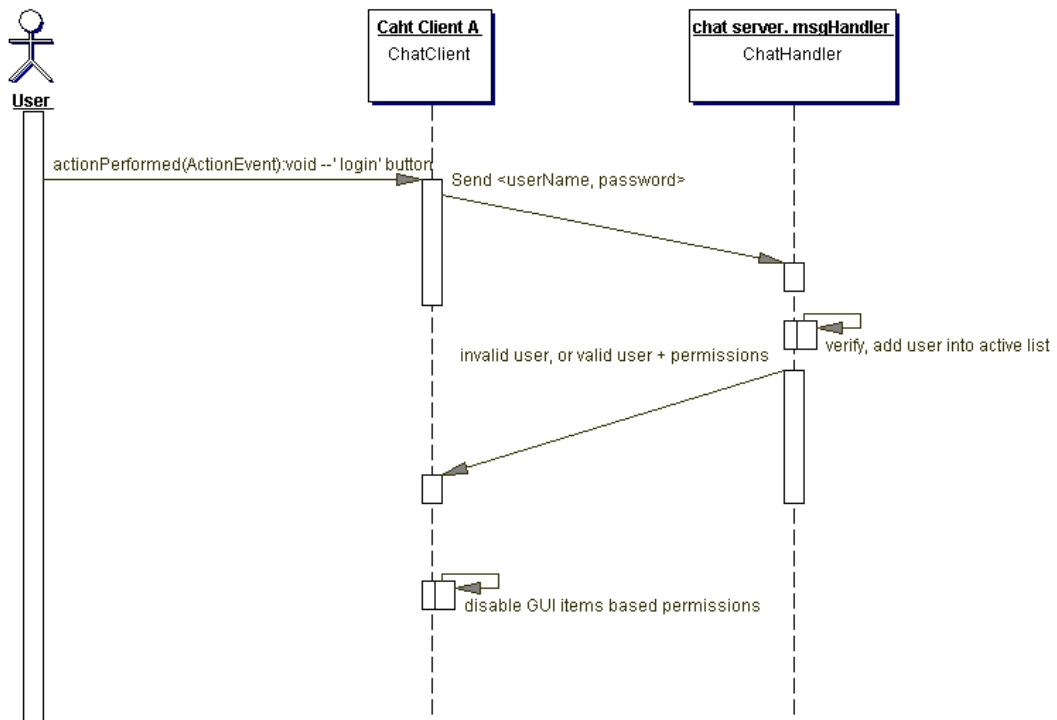 Caht Client A
ChatClient
chat server. msgHandler
ChatHandler
User
actionPerformed(ActionEvent):void --' login' button
Send <userName, password>
verify, add user into active list
invalid user, or valid user + permissions
disable GUI items based permissions